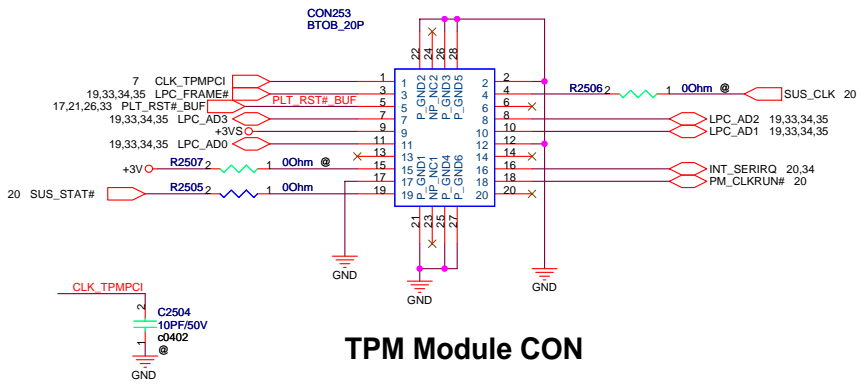 CON253
BTOB_20P
22 24 26 28
P_GND2 NP_NC2 P_GND3 P_GND5
7 CLK_TPMPCI 1 1 2 2
19,33,34,35 LPC_FRAME# 3 3 4 4 R2506 2 1 0Ohm @ SUS_CLK 20
17,21,26,33 PLT_RST#_BUF PLT_RST#_BUF 5 5 6 6
19,33,34,35 LPC_AD3 7 7 8 8 LPC_AD2 19,33,34,35
+3VS 9 9 10 10 LPC_AD1 19,33,34,35
19,33,34,35 LPC_AD0 11 11 12 12
13 13 14 14
+3V R2507 2 1 0Ohm @ 15 15 16 16 INT_SERIRQ 20,34
17 17 18 18 PM_CLKRUN# 20
20 SUS_STAT# R2505 2 1 0Ohm 19 19 20 20
P_GND1 NP_NC1 P_GND4 P_GND6
21 23 25 27
GND GND GND
CLK_TPMPCI
2
C2504
10PF/50V
c0402
1 @
GND
TPM Module CON